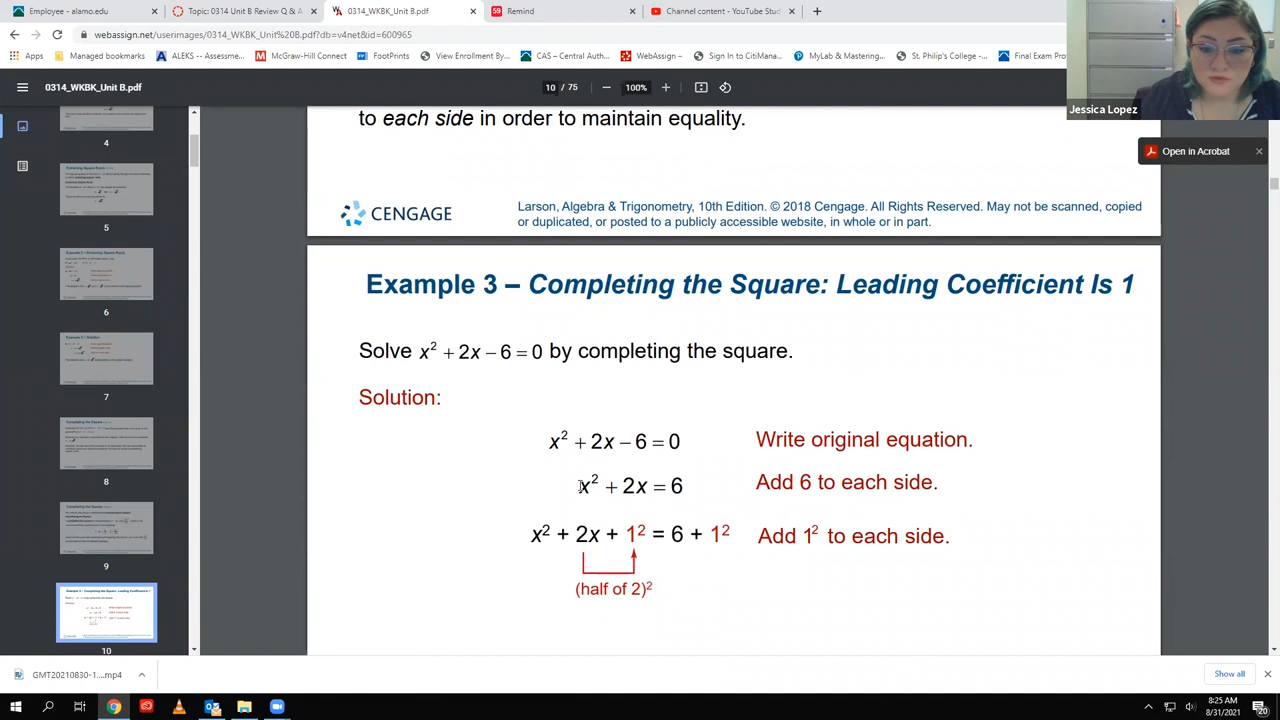 Employee - alamo.edu
Topic: 0314 Unit B Review Q & A
0314_WKBK_Unit B.pdf
Remind
Channel content - YouTube Stu
webassign.net/userimages/0314_WKBK_Unit%20B.pdf?db=v4net&id=600965
Apps
Managed bookmarks
ALEKS -- Assessme...
McGraw-Hill Connect
FootPrints
View Enrollment By...
CAS – Central Auth...
WebAssign -
Sign In to CitiMana...
MyLab & Mastering...
St. Philip's College -...
Final Exam Pro
0314_WKBK_Unit B.pdf
10 / 75
100%
Jessica Lopez
Open in Acrobat
to each side in order to maintain equality.
CENGAGE
Larson, Algebra & Trigonometry, 10th Edition. © 2018 Cengage. All Rights Reserved. May not be scanned, copied
or duplicated, or posted to a publicly accessible website, in whole or in part.
Example 3 – Completing the Square: Leading Coefficient Is 1
Solve x² + 2x – 6 = 0 by completing the square.
Solution:
x² + 2x – 6 = 0 Write original equation.
x² + 2x = 6 Add 6 to each side.
x² + 2x + 1² = 6 + 1² Add 1² to each side.
(half of 2)²
4
5
6
7
8
9
10
GMT20210830-1....mp4
Show all
8:25 AM
8/31/2021
20